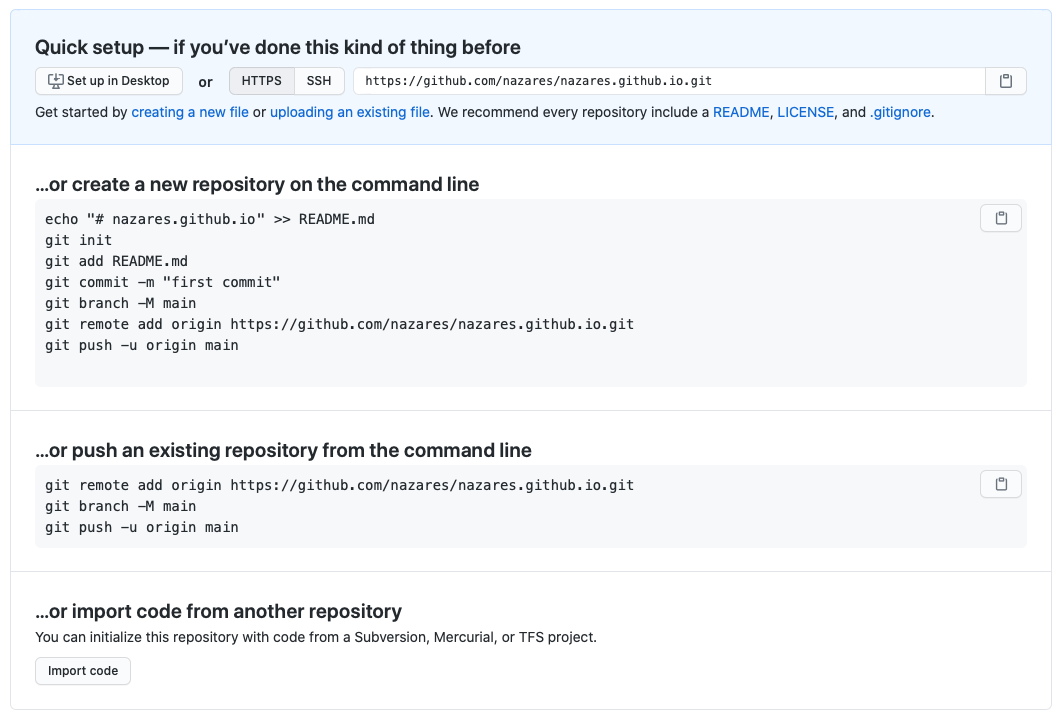 Quick setup — if you’ve done this kind of thing before
Set up in Desktop or HTTPS SSH https://github.com/nazares/nazares.github.io.git
Get started by creating a new file or uploading an existing file. We recommend every repository include a README, LICENSE, and .gitignore.
…or create a new repository on the command line
echo "# nazares.github.io" >> README.md
git init
git add README.md
git commit -m "first commit"
git branch -M main
git remote add origin https://github.com/nazares/nazares.github.io.git
git push -u origin main
…or push an existing repository from the command line
git remote add origin https://github.com/nazares/nazares.github.io.git
git branch -M main
git push -u origin main
…or import code from another repository
You can initialize this repository with code from a Subversion, Mercurial, or TFS project.
Import code